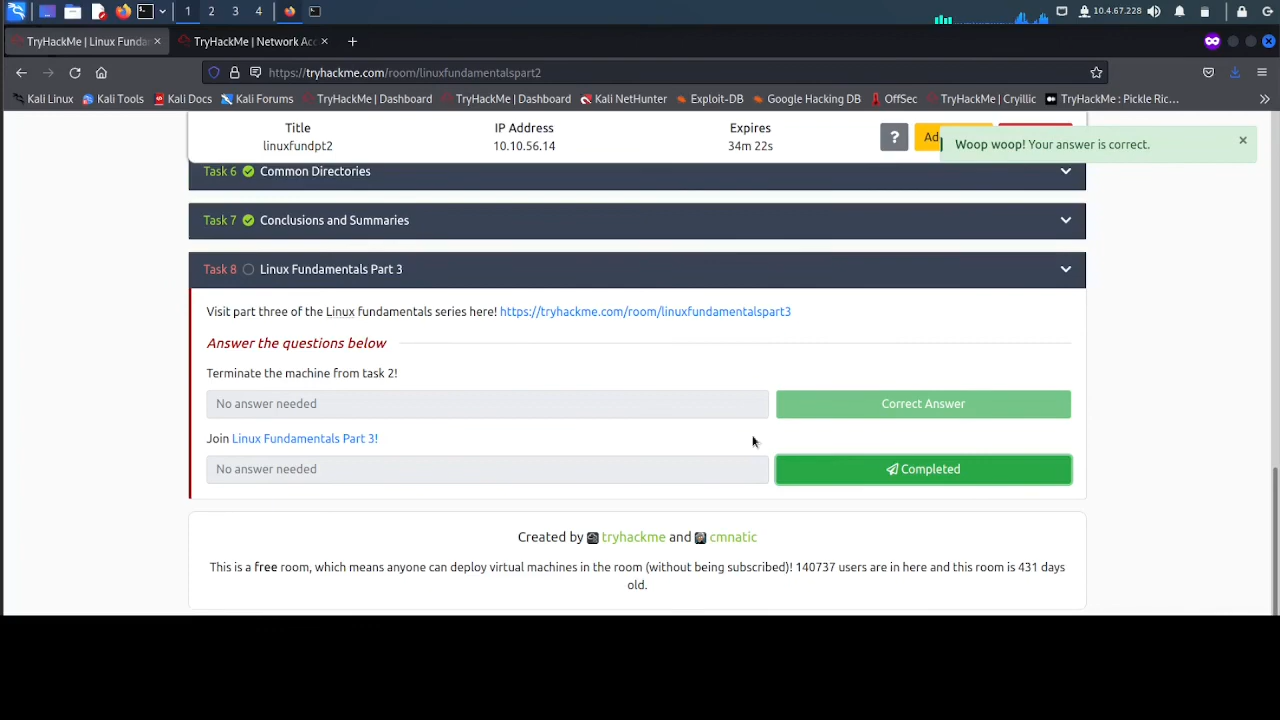 1 2 3 4 10.4.67.228
TryHackMe | Linux Funda TryHackMe | Network Acc
https://tryhackme.com/room/linuxfundamentalspart2
Kali Linux Kali Tools Kali Docs Kali Forums TryHackMe | Dashboard TryHackMe | Dashboard Kali NetHunter Exploit-DB Google Hacking DB OffSec TryHackMe | Cryillic TryHackMe : Pickle Ric...
Title IP Address Expires
linuxfundpt2 10.10.56.14 34m 22s
? Ad
Woop woop! Your answer is correct. ×
Task 6 Common Directories
Task 7 Conclusions and Summaries
Task 8 Linux Fundamentals Part 3
Visit part three of the Linux fundamentals series here! https://tryhackme.com/room/linuxfundamentalspart3
Answer the questions below
Terminate the machine from task 2!
No answer needed Correct Answer
Join Linux Fundamentals Part 3!
No answer needed Completed
Created by tryhackme and cmnatic
This is a free room, which means anyone can deploy virtual machines in the room (without being subscribed)! 140737 users are in here and this room is 431 days
old.